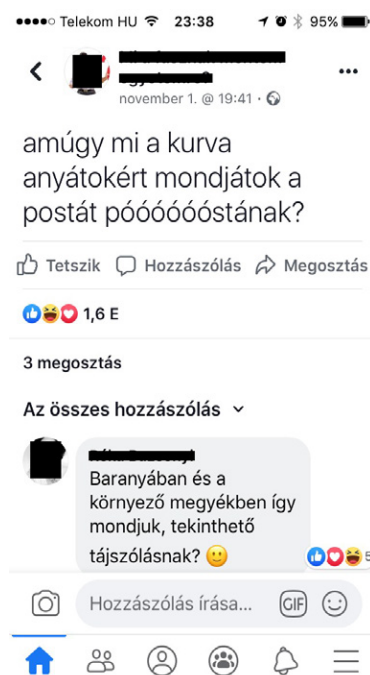 Telekom HU 23:38 95%
november 1. @ 19:41 ·
amúgy mi a kurva
anyátokért mondjátok a
postát póóóóóóstának?
Tetszik Hozzászólás Megosztás
1,6 E
3 megosztás
Az összes hozzászólás
Baranyában és a
környező megyékben így
mondjuk, tekinthető
tájszólásnak?
Hozzászólás írása... GIF